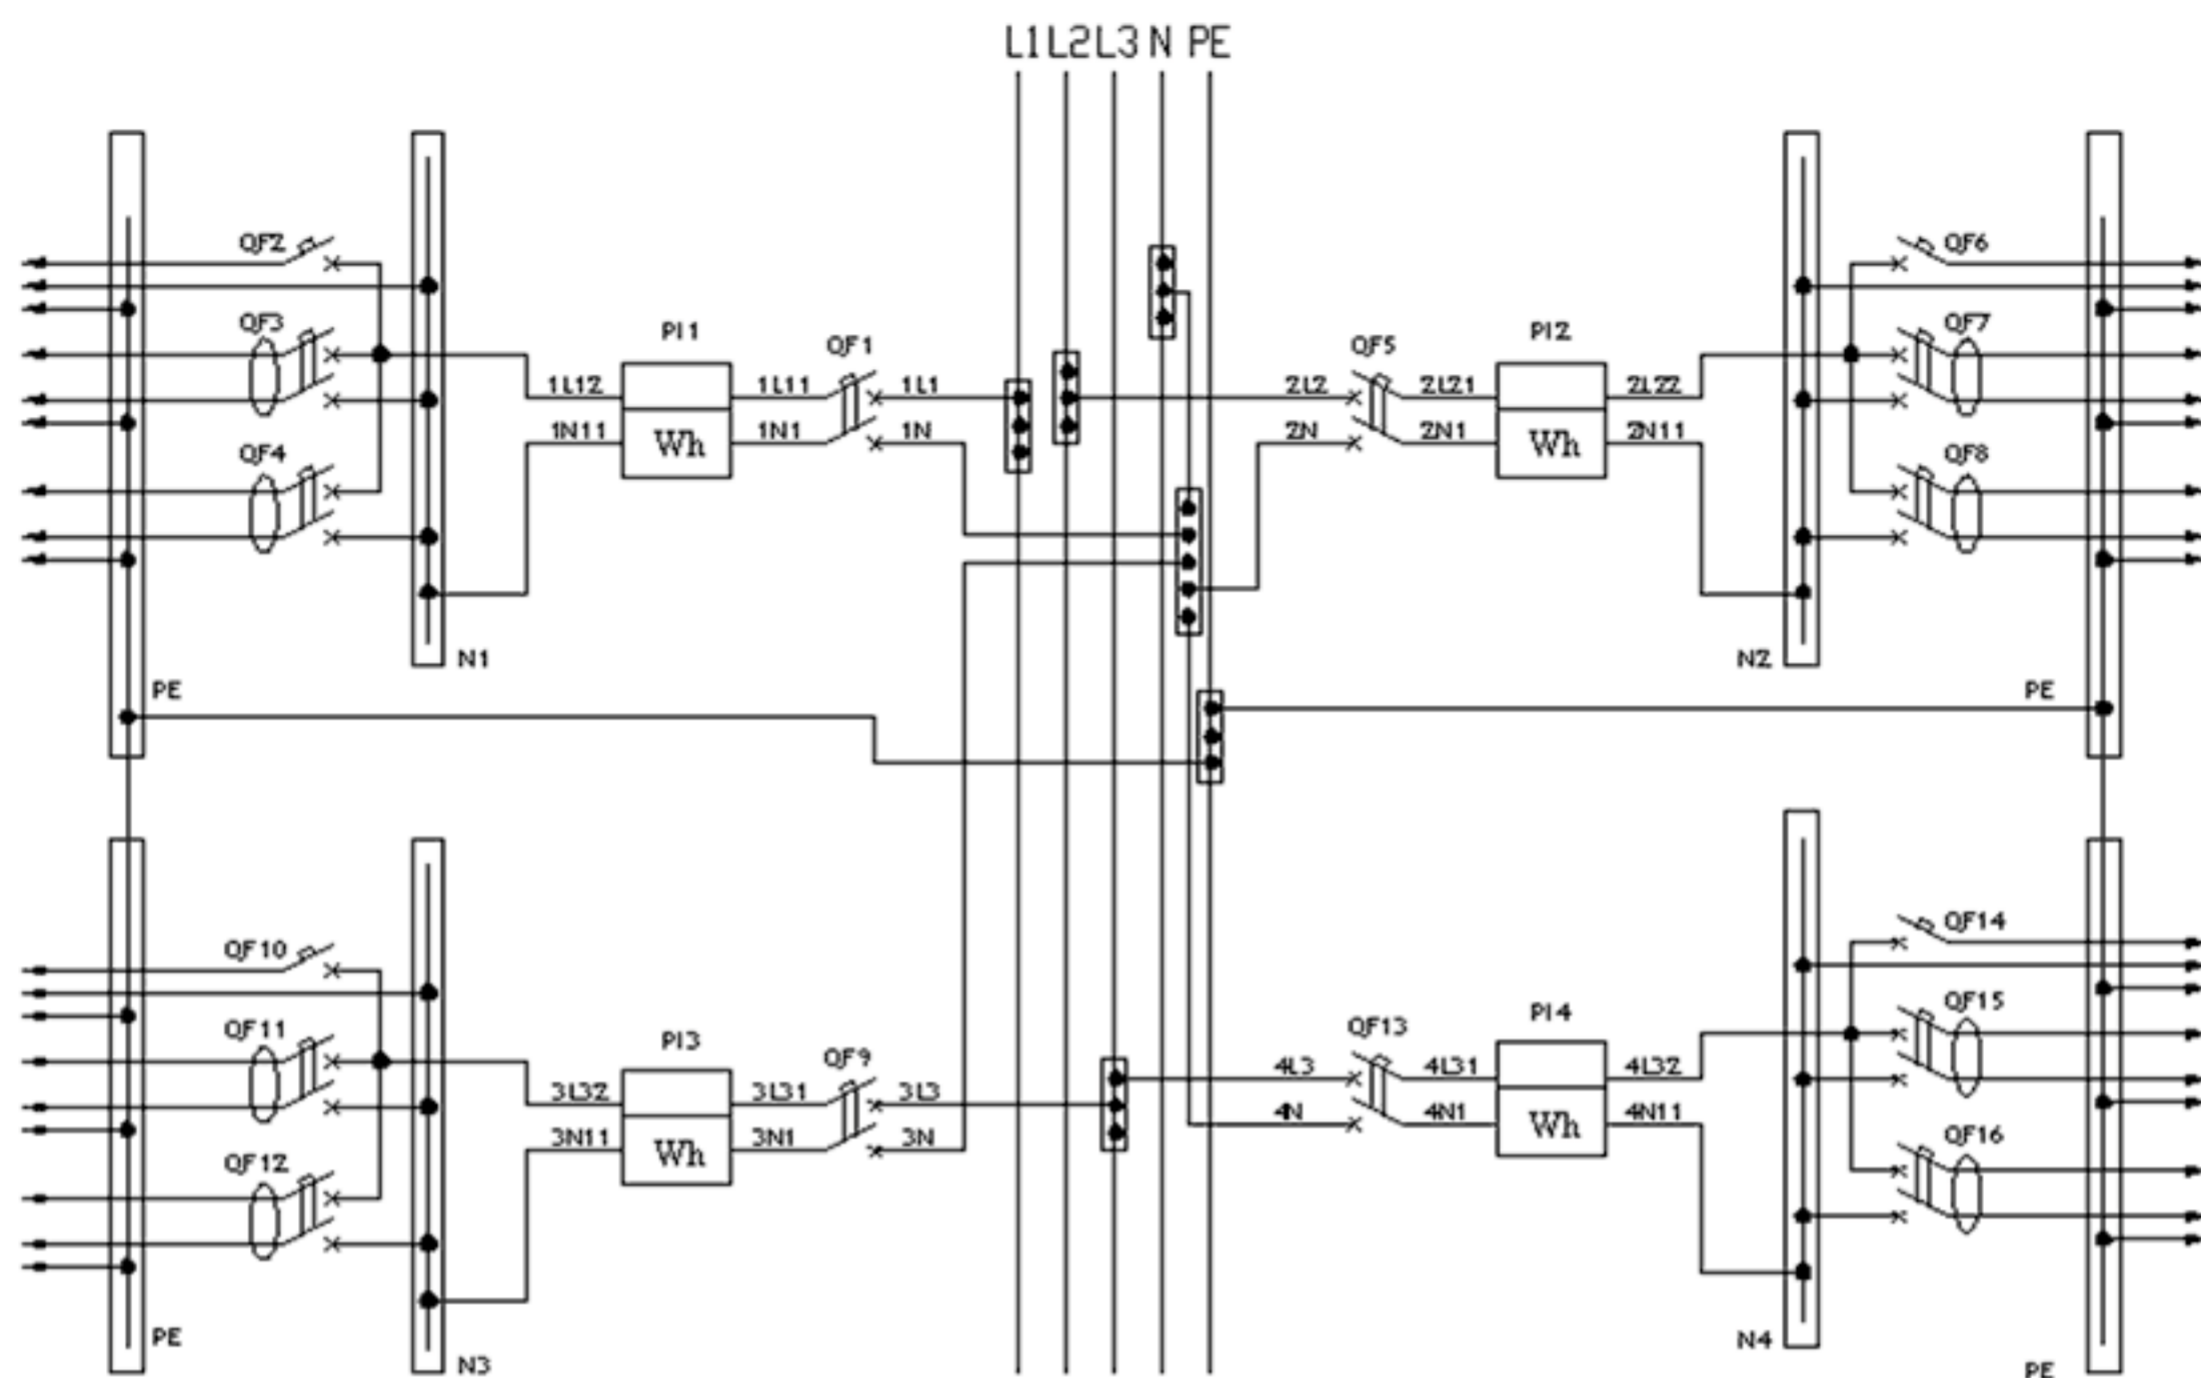 L1 L2 L3 N PE
QF2
QF3
QF4
PI1
QF1
1L12
1L11
1L1
1N11
Wh
1N1
1N
N1
PE
QF5
PI2
2L2
2L21
2L22
2N
2N1
Wh
2N11
QF6
QF7
QF8
N2
PE
QF10
QF11
QF12
PI3
QF9
3L32
3L31
3L3
3N11
Wh
3N1
3N
PE
N3
QF13
PI4
4L3
4L31
4L32
4N
4N1
Wh
4N11
QF14
QF15
QF16
N4
PE